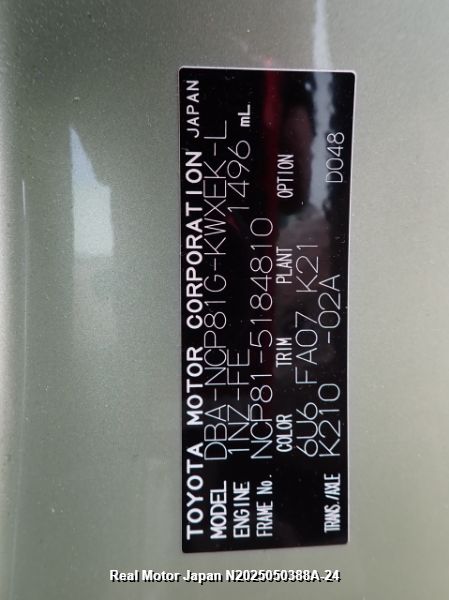 TOYOTA MOTOR CORPORATION JAPAN
MODEL DBA-NCP81G-KWXEK-L
ENGINE 1NZ-FE 1496 mL
FRAME No. NCP81-5184810
COLOR TRIM PLANT OPTION
6U6 FA07 K21
TRANS./AXLE K210 -02A D048
Real Motor Japan N2025050388A-24